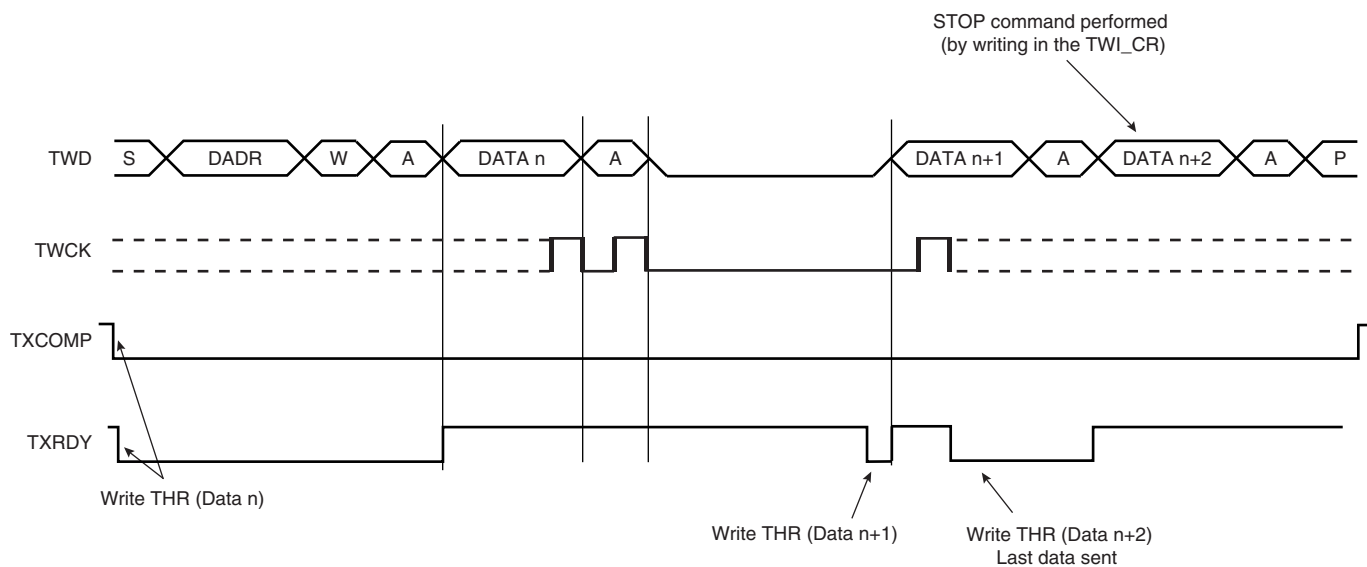 STOP command performed
(by writing in the TWI_CR)
TWD S DADR W A DATA n A DATA n+1 A DATA n+2 A P
TWCK
TXCOMP
TXRDY
Write THR (Data n)
Write THR (Data n+1) Write THR (Data n+2)
Last data sent